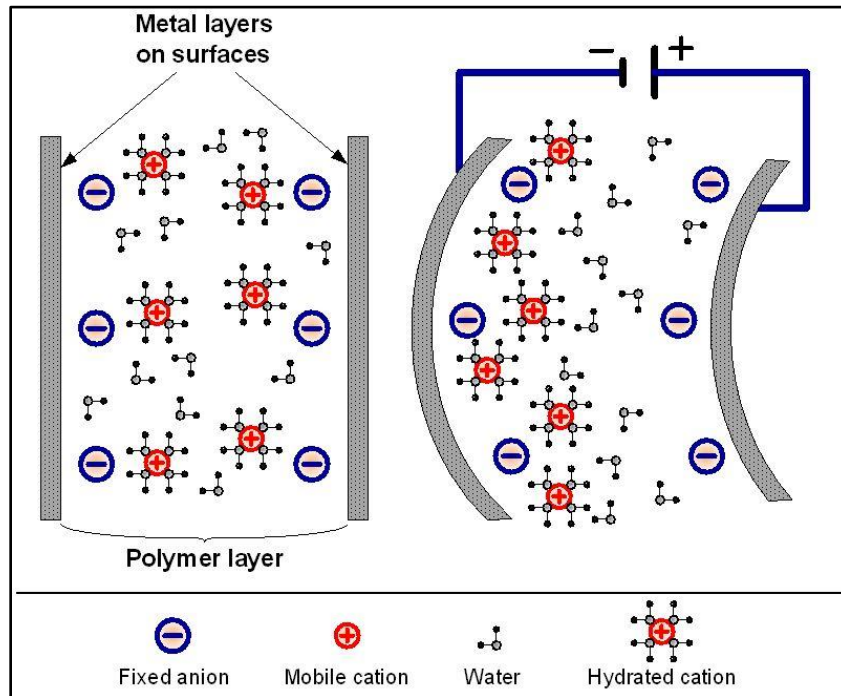 Metal layers
on surfaces
− +
Polymer layer
Fixed anion
Mobile cation
Water
Hydrated cation